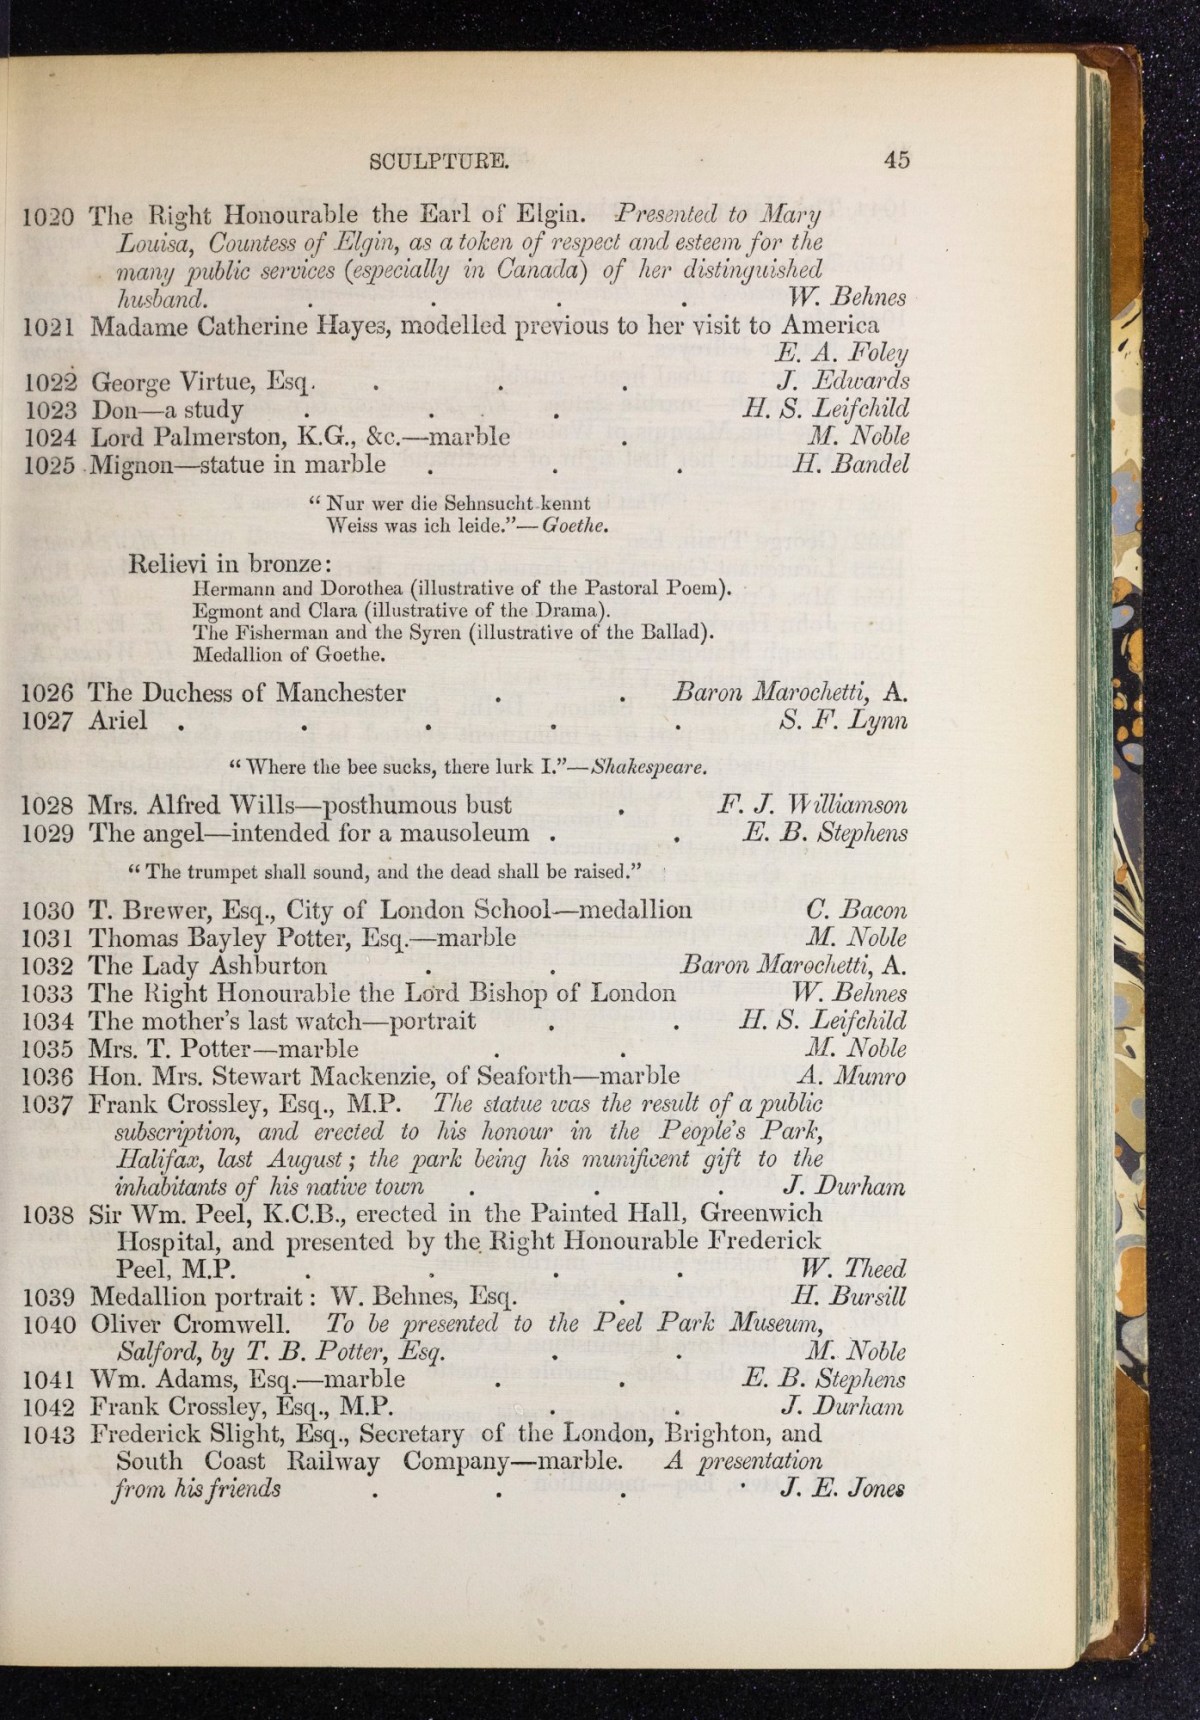 SCULPTURE. 45
1020 The Right Honourable the Earl of Elgin. Presented to Mary
Louisa, Countess of Elgin, as a token of respect and esteem for the
many public services (especially in Canada) of her distinguished
husband. . . . . W. Behnes
1021 Madame Catherine Hayes, modelled previous to her visit to America
E. A. Foley
1022 George Virtue, Esq. . . . J. Edwards
1023 Don—a study . . . H. S. Leifchild
1024 Lord Palmerston, K.G., &c.—marble . M. Noble
1025 Mignon—statue in marble . . . H. Bandel
“Nur wer die Sehnsucht kennt
Weiss was ich leide.”—Goethe.
Relievi in bronze:
Hermann and Dorothea (illustrative of the Pastoral Poem).
Egmont and Clara (illustrative of the Drama).
The Fisherman and the Syren (illustrative of the Ballad).
Medallion of Goethe.
1026 The Duchess of Manchester . . Baron Marochetti, A.
1027 Ariel . . . . . S. F. Lynn
“Where the bee sucks, there lurk I.”—Shakespeare.
1028 Mrs. Alfred Wills—posthumous bust . F. J. Williamson
1029 The angel—intended for a mausoleum . . E. B. Stephens
“The trumpet shall sound, and the dead shall be raised.”
1030 T. Brewer, Esq., City of London School—medallion C. Bacon
1031 Thomas Bayley Potter, Esq.—marble M. Noble
1032 The Lady Ashburton . . Baron Marochetti, A.
1033 The Right Honourable the Lord Bishop of London W. Behnes
1034 The mother’s last watch—portrait . . H. S. Leifchild
1035 Mrs. T. Potter—marble . . M. Noble
1036 Hon. Mrs. Stewart Mackenzie, of Seaforth—marble A. Munro
1037 Frank Crossley, Esq., M.P. The statue was the result of a public
subscription, and erected to his honour in the People’s Park,
Halifax, last August; the park being his munificent gift to the
inhabitants of his native town . . . J. Durham
1038 Sir Wm. Peel, K.C.B., erected in the Painted Hall, Greenwich
Hospital, and presented by the Right Honourable Frederick
Peel, M.P. . . . . W. Theed
1039 Medallion portrait: W. Behnes, Esq. . H. Bursill
1040 Oliver Cromwell. To be presented to the Peel Park Museum,
Salford, by T. B. Potter, Esq. . . M. Noble
1041 Wm. Adams, Esq.—marble . . E. B. Stephens
1042 Frank Crossley, Esq., M.P. . . J. Durham
1043 Frederick Slight, Esq., Secretary of the London, Brighton, and
South Coast Railway Company—marble. A presentation
from his friends . . . . J. E. Jones